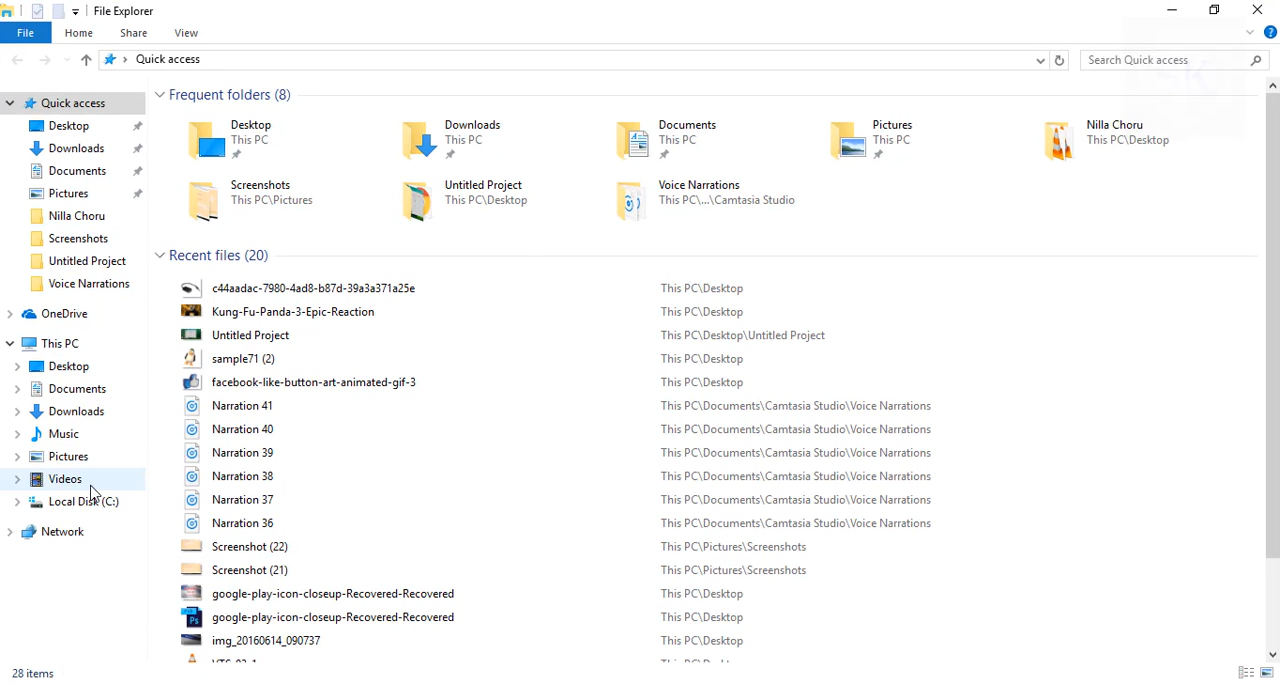 File Explorer
File Home Share View
Quick access
Search Quick access
Quick access
Desktop
Downloads
Documents
Pictures
Nilla Choru
Screenshots
Untitled Project
Voice Narrations
OneDrive
This PC
Desktop
Documents
Downloads
Music
Pictures
Videos
Local Disk (C:)
Network
Frequent folders (8)
Desktop
This PC
Downloads
This PC
Documents
This PC
Pictures
This PC
Nilla Choru
This PC\Desktop
Screenshots
This PC\Pictures
Untitled Project
This PC\Desktop
Voice Narrations
This PC\...\Camtasia Studio
Recent files (20)
c44aadac-7980-4ad8-b87d-39a3a371a25e This PC\Desktop
Kung-Fu-Panda-3-Epic-Reaction This PC\Desktop
Untitled Project This PC\Desktop\Untitled Project
sample71 (2) This PC\Desktop
facebook-like-button-art-animated-gif-3 This PC\Desktop
Narration 41 This PC\Documents\Camtasia Studio\Voice Narrations
Narration 40 This PC\Documents\Camtasia Studio\Voice Narrations
Narration 39 This PC\Documents\Camtasia Studio\Voice Narrations
Narration 38 This PC\Documents\Camtasia Studio\Voice Narrations
Narration 37 This PC\Documents\Camtasia Studio\Voice Narrations
Narration 36 This PC\Documents\Camtasia Studio\Voice Narrations
Screenshot (22) This PC\Pictures\Screenshots
Screenshot (21) This PC\Pictures\Screenshots
google-play-icon-closeup-Recovered-Recovered This PC\Desktop
google-play-icon-closeup-Recovered-Recovered This PC\Desktop
img_20160614_090737 This PC\Desktop
28 items